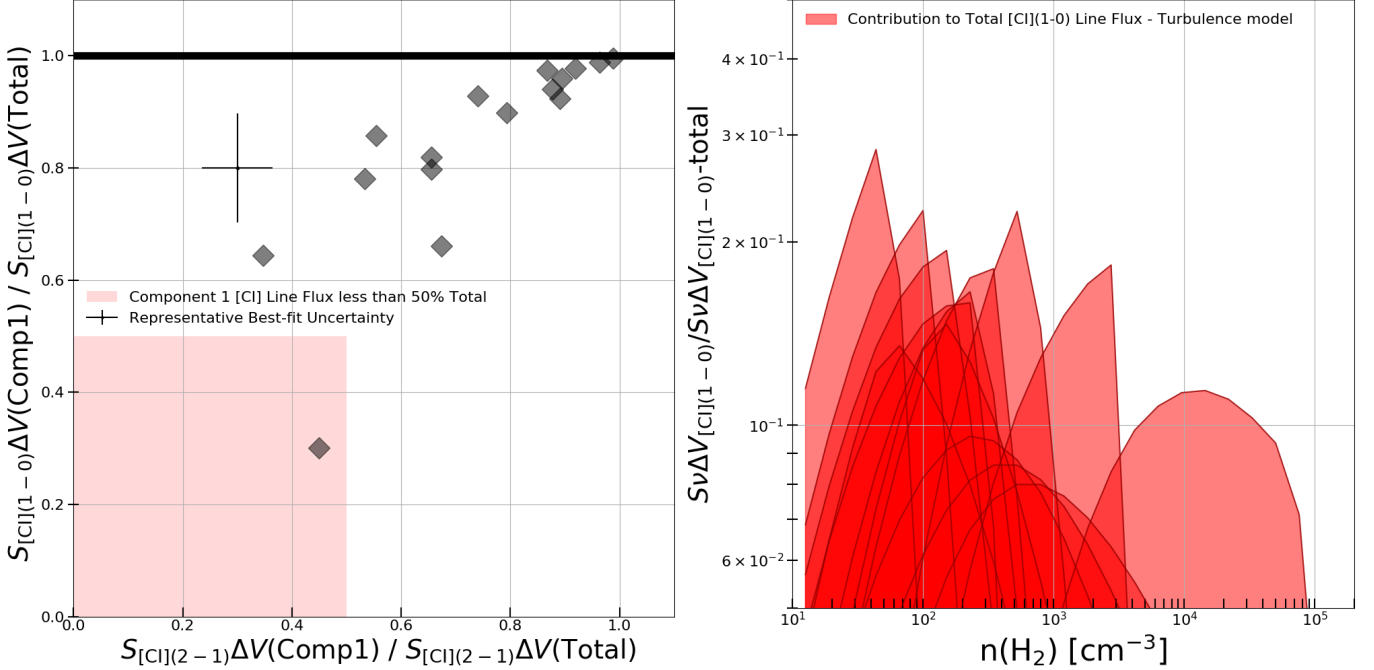 S[CI](1−0)ΔV(Comp1) / S[CI](1−0)ΔV(Total)
1.0
0.8
0.6
0.4
0.2
0.0
Component 1 [CI] Line Flux less than 50% Total
Representative Best-fit Uncertainty
0.0 0.2 0.4 0.6 0.8 1.0
S[CI](2−1)ΔV(Comp1) / S[CI](2−1)ΔV(Total)
SνΔV[CI](1−0)/SνΔV[CI](1−0)-total
Contribution to Total [CI](1-0) Line Flux - Turbulence model
4 × 10⁻¹
3 × 10⁻¹
2 × 10⁻¹
10⁻¹
6 × 10⁻²
10¹ 10² 10³ 10⁴ 10⁵
n(H₂) [cm⁻³]